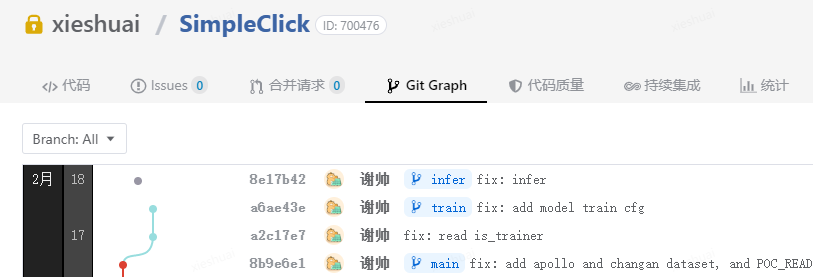 xieshuai / SimpleClick ID: 700476
代码 Issues 0 合并请求 0 Git Graph 代码质量 持续集成 统计
Branch: All
2月 18 8e17b42 谢帅 infer fix: infer
a6ae43e 谢帅 train fix: add model train cfg
17 a2c17e7 谢帅 fix: read is_trainer
8b9e6e1 谢帅 main fix: add apollo and changan dataset, and POC_READ